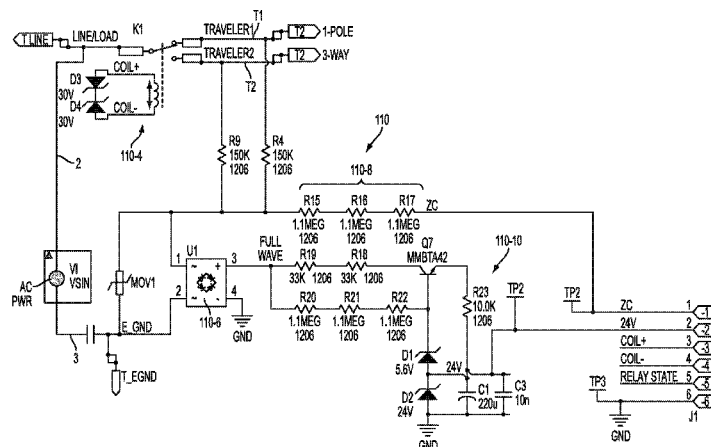 T LINE
LINE/LOAD
K1
TRAVELER1
T1
T2
1-POLE
TRAVELER2
T2
T2
3-WAY
D3
30V
D4
30V
COIL+
COIL-
110-4
2
R9
150K
1206
R4
150K
1206
110
110-8
R15
1.1MEG
1206
R16
1.1MEG
1206
R17
1.1MEG
1206
ZC
AC
PWR
VI
VSIN
MOV1
1
2
U1
~ +
~ -
3
4
110-6
GND
FULL
WAVE
R19
33K 1206
R18
33K 1206
Q7
MMBTA42
110-10
R20
1.1MEG
1206
R21
1.1MEG
1206
R22
1.1MEG
1206
R23
10.0K
1206
TP2
TP2
3
E_GND
T_EGND
D1
5.6V
24V
D2
24V
C1
220u
C3
10n
GND
ZC 1 -1
24V 2 -2
COIL+ 3 -3
COIL- 4 -4
RELAY STATE 5 -5
6 -6
TP3
GND
J1